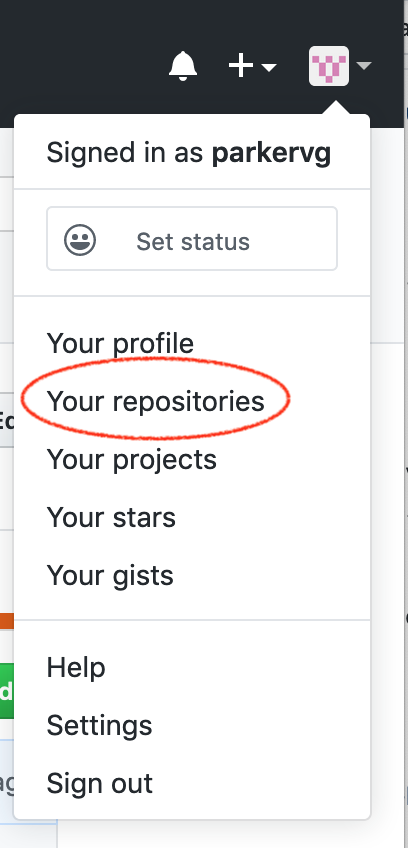 Signed in as parkervg
Set status
Your profile
Your repositories
Your projects
Your stars
Your gists
Help
Settings
Sign out